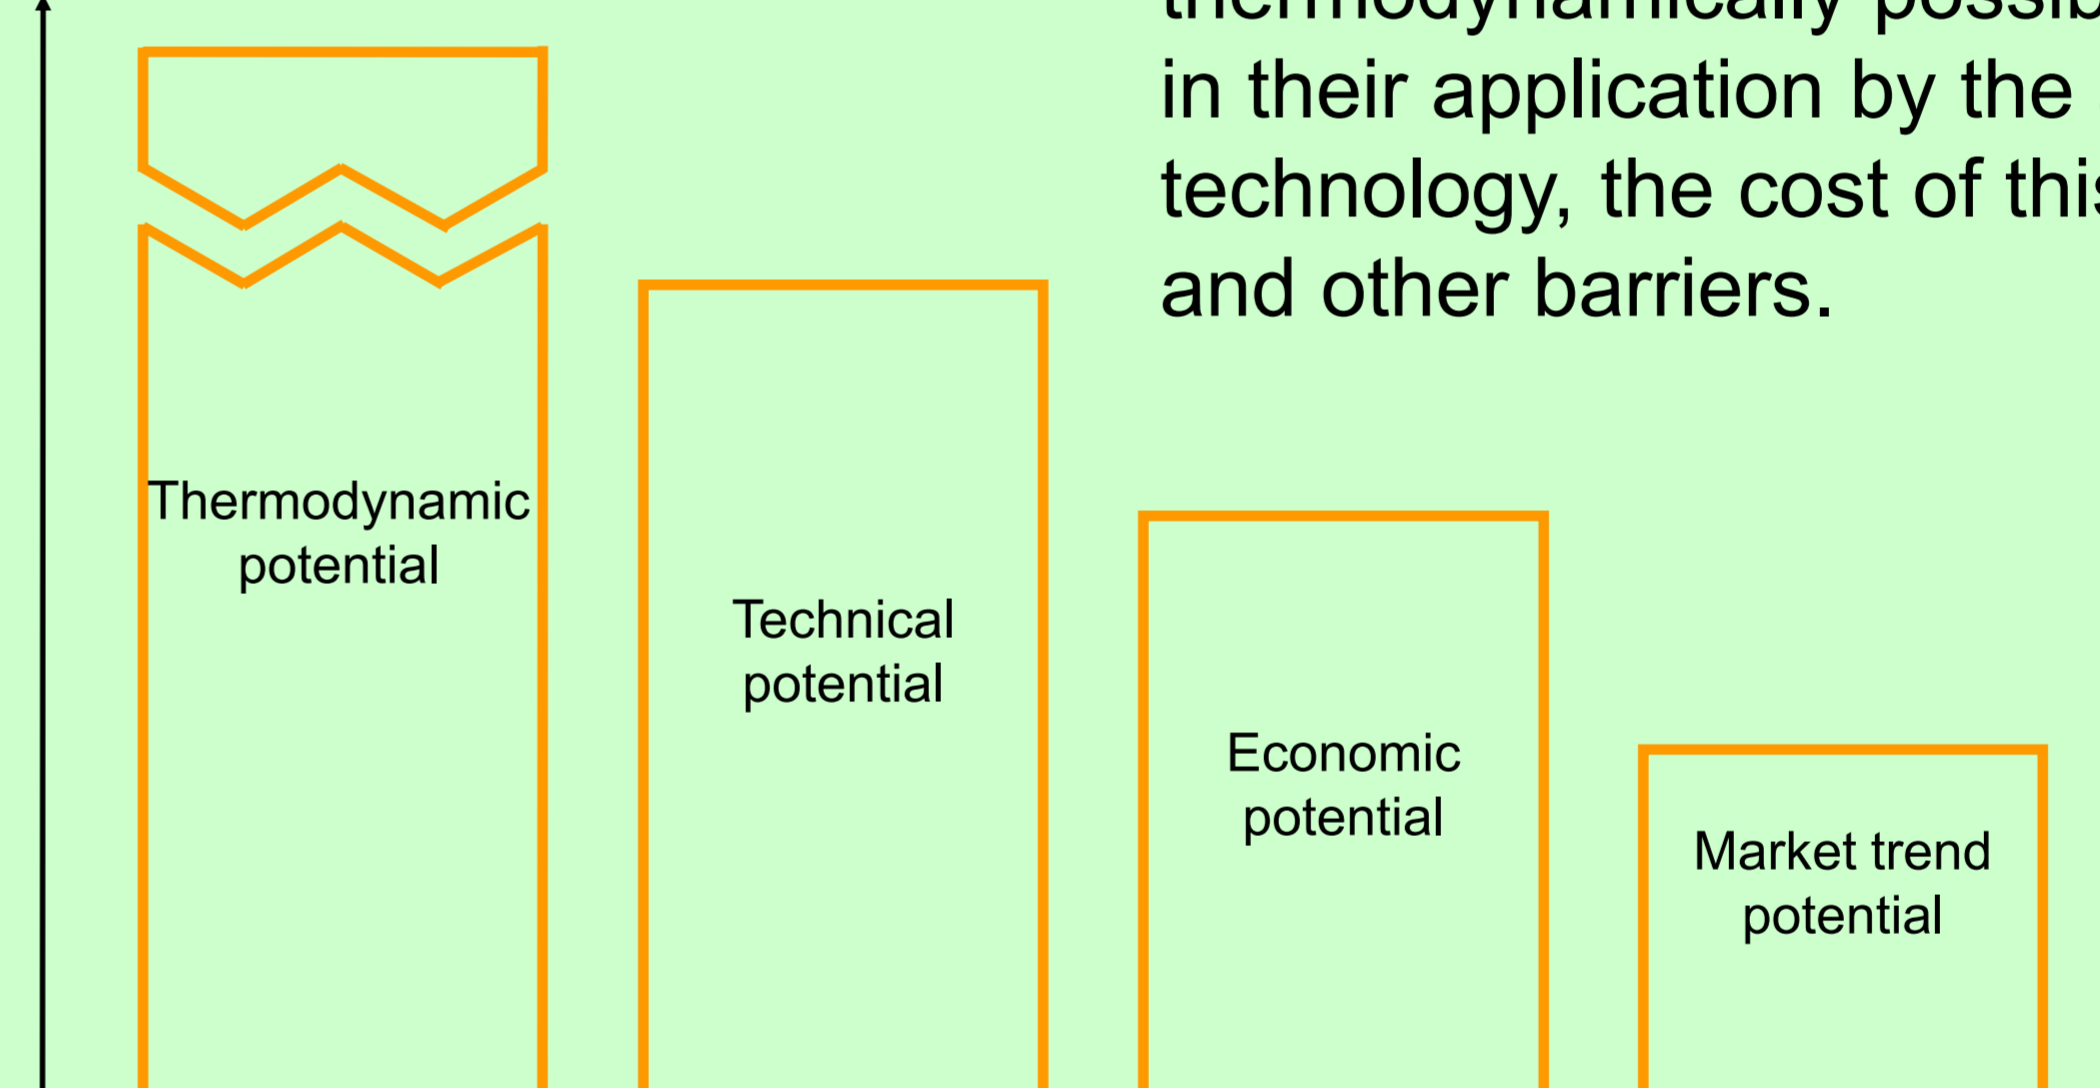 thermodynamically
in their application by the
technology, the cost of
and other barriers.
Thermodynamic
potential
Technical
potential
Economic
potential
Market trend
potential